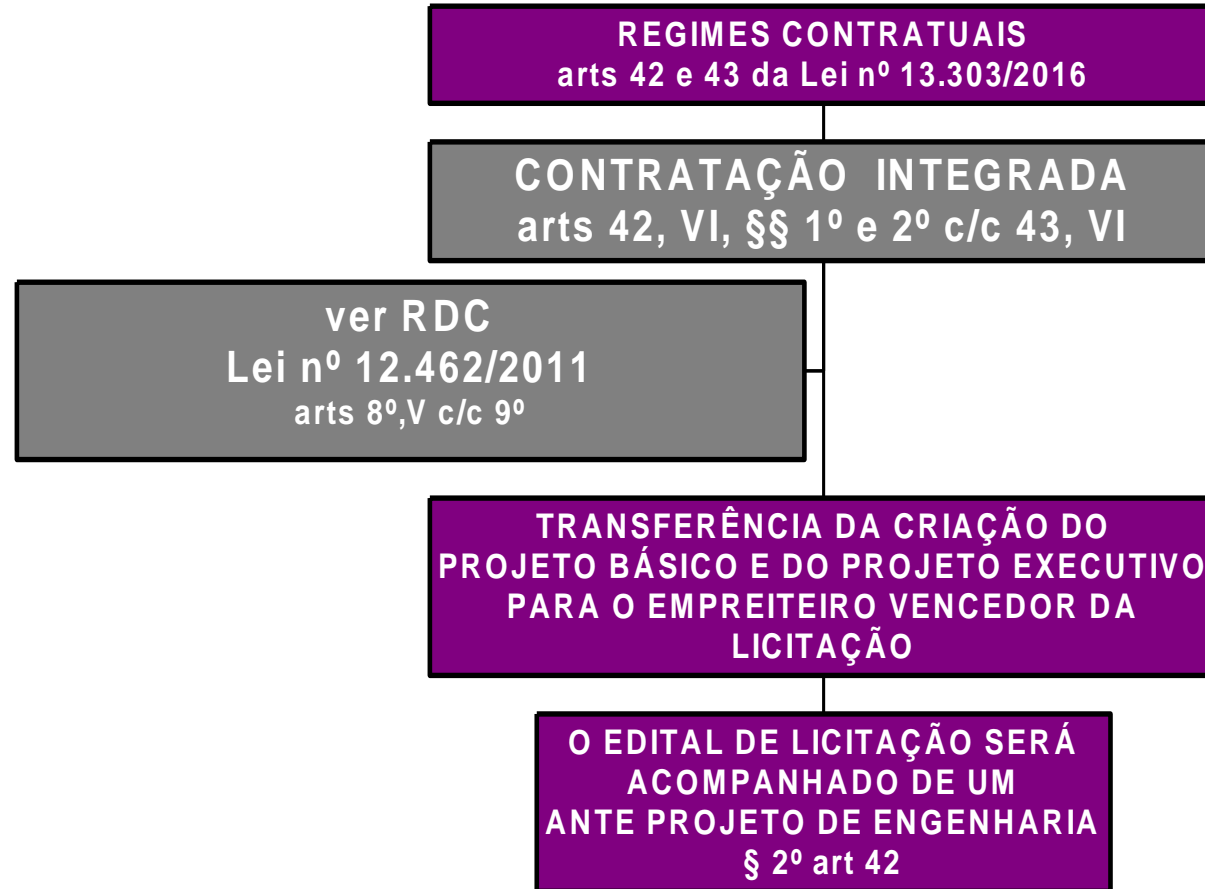 REGIMES CONTRATUAIS
arts 42 e 43 da Lei nº 13.303/2016
CONTRATAÇÃO INTEGRADA
arts 42, VI, §§ 1º e 2º c/c 43, VI
ver RDC
Lei nº 12.462/2011
arts 8º,V c/c 9º
TRANSFERÊNCIA DA CRIAÇÃO DO
PROJETO BÁSICO E DO PROJETO EXECUTIVO
PARA O EMPREITEIRO VENCEDOR DA
LICITAÇÃO
O EDITAL DE LICITAÇÃO SERÁ
ACOMPANHADO DE UM
ANTE PROJETO DE ENGENHARIA
§ 2º art 42